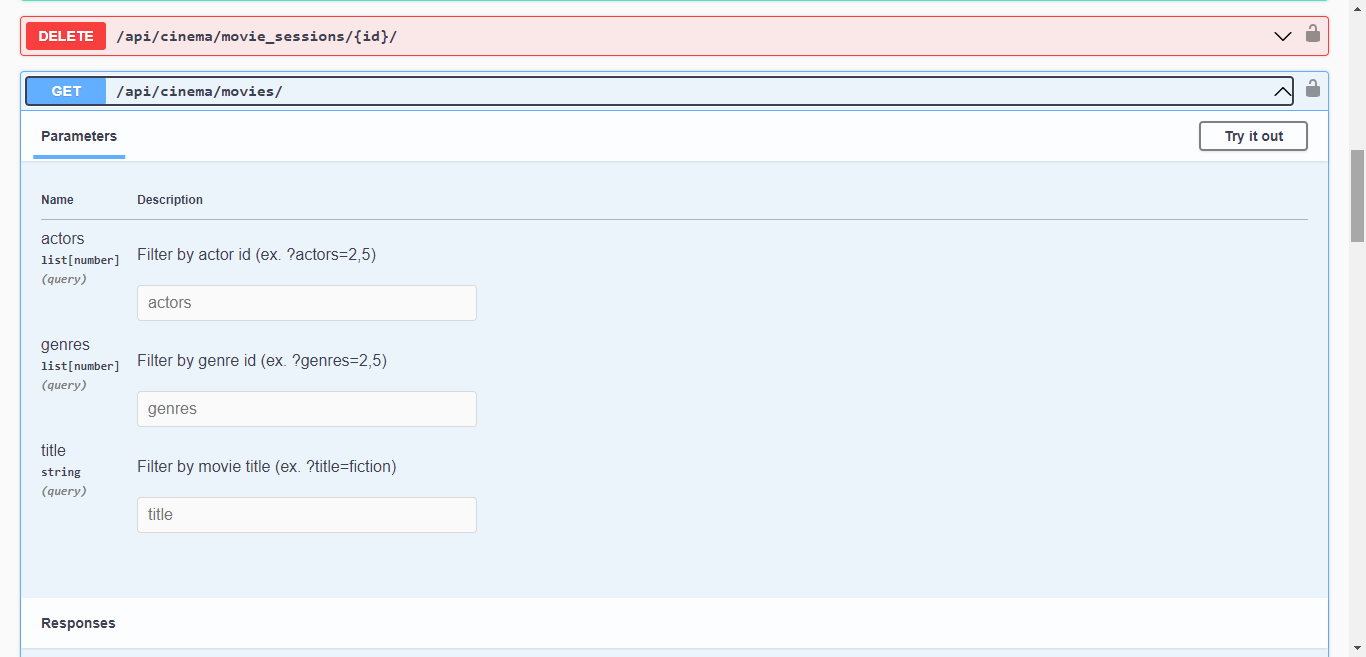 DELETE /api/cinema/movie_sessions/{id}/
GET /api/cinema/movies/
Parameters Try it out
Name Description
actors
list[number]
(query)
Filter by actor id (ex. ?actors=2,5)
actors
genres
list[number]
(query)
Filter by genre id (ex. ?genres=2,5)
genres
title
string
(query)
Filter by movie title (ex. ?title=fiction)
title
Responses